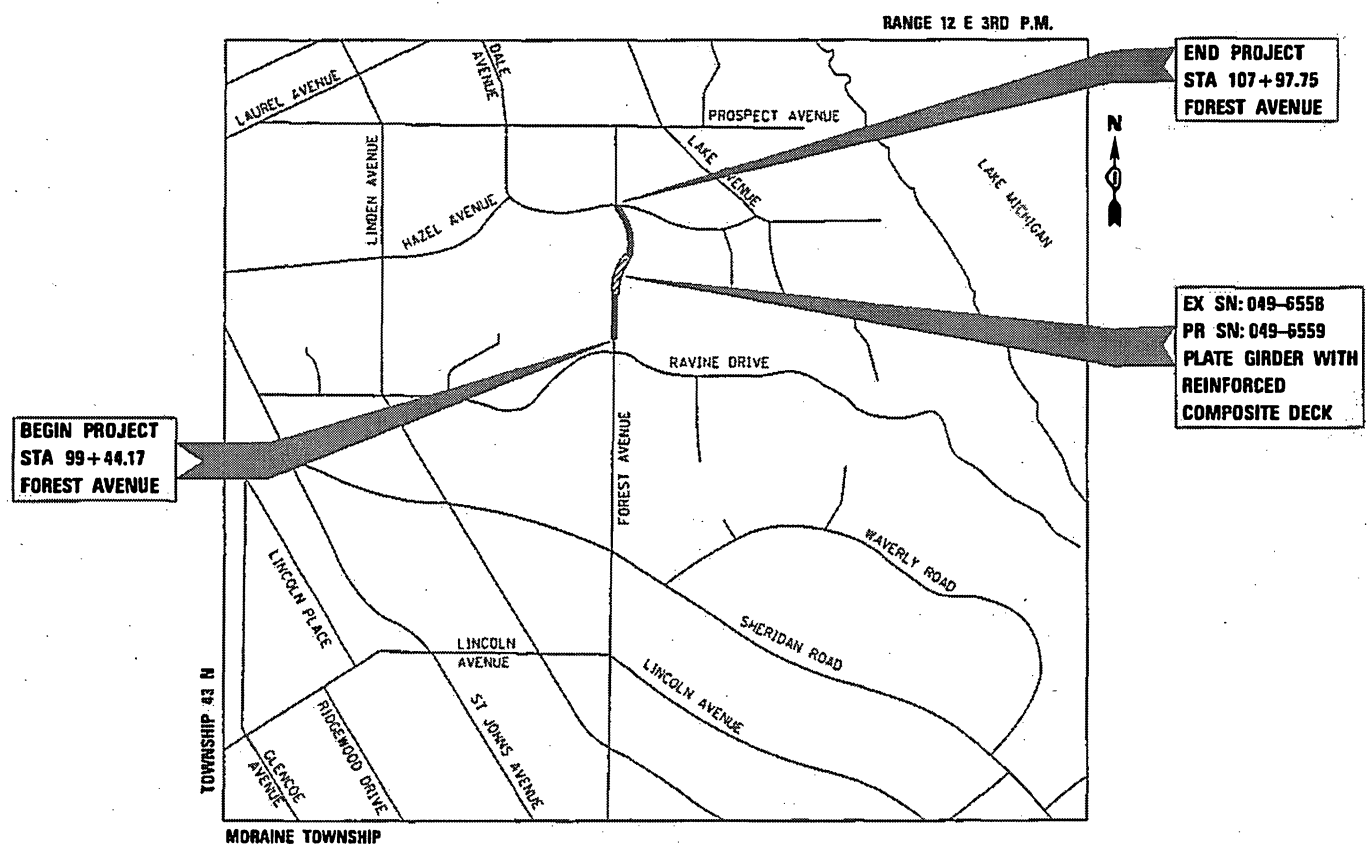 RANGE 12 E 3RD P.M.
END PROJECT
STA 107+97.75
FOREST AVENUE
LAUREL AVENUE
DALE
AVENUE
PROSPECT AVENUE
N
LINDEN AVENUE
LAKE AVENUE
LAKE MICHIGAN
HAZEL AVENUE
EX SN: 049-6558
PR SN: 049-6559
PLATE GIRDER WITH
REINFORCED
COMPOSITE DECK
RAVINE DRIVE
BEGIN PROJECT
STA 99+44.17
FOREST AVENUE
FOREST AVENUE
WAVERLY ROAD
LINCOLN PLACE
SHERIDAN ROAD
LINCOLN
AVENUE
LINCOLN AVENUE
TOWNSHIP 43 N
ST JOHNS AVENUE
RIDGEWOOD DRIVE
GLENCOE
AVENUE
MORAINE TOWNSHIP